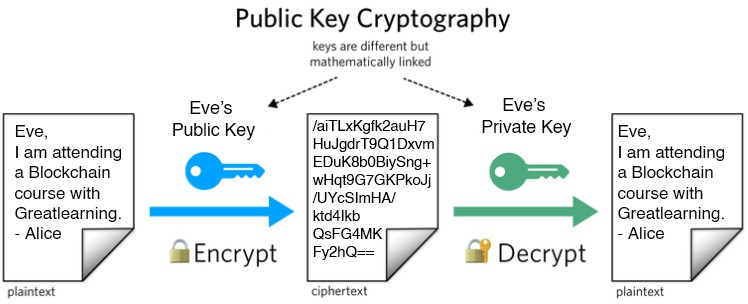 Public Key Cryptography
keys are different but
mathematically linked
Eve's
Public Key
Eve's
Private Key
Eve,
I am attending
a Blockchain
course with
Greatlearning.
- Alice
Encrypt
/aiTLxKgfk2auH7
HuJgdrT9Q1Dxvm
EDuK8b0BiySng+
wHqt9G7GKPkoJj
/UYcSImHA/
ktd4Ikb
QsFG4MK
Fy2hQ==
Decrypt
Eve,
I am attending
a Blockchain
course with
Greatlearning.
- Alice
plaintext
ciphertext
plaintext